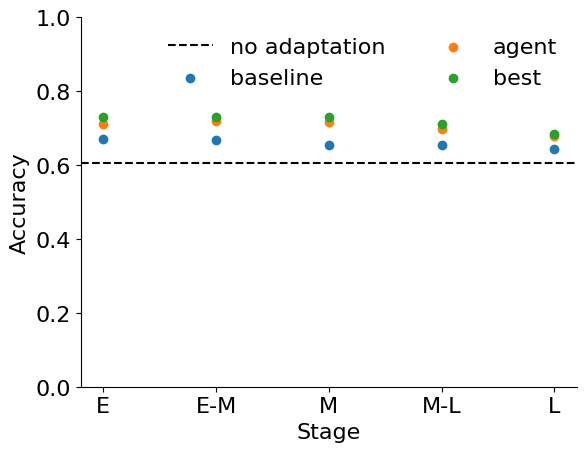 1.0
no adaptation
agent
baseline
best
0.8
0.6
0.4
0.2
0.0
Accuracy
E
E-M
M
M-L
L
Stage